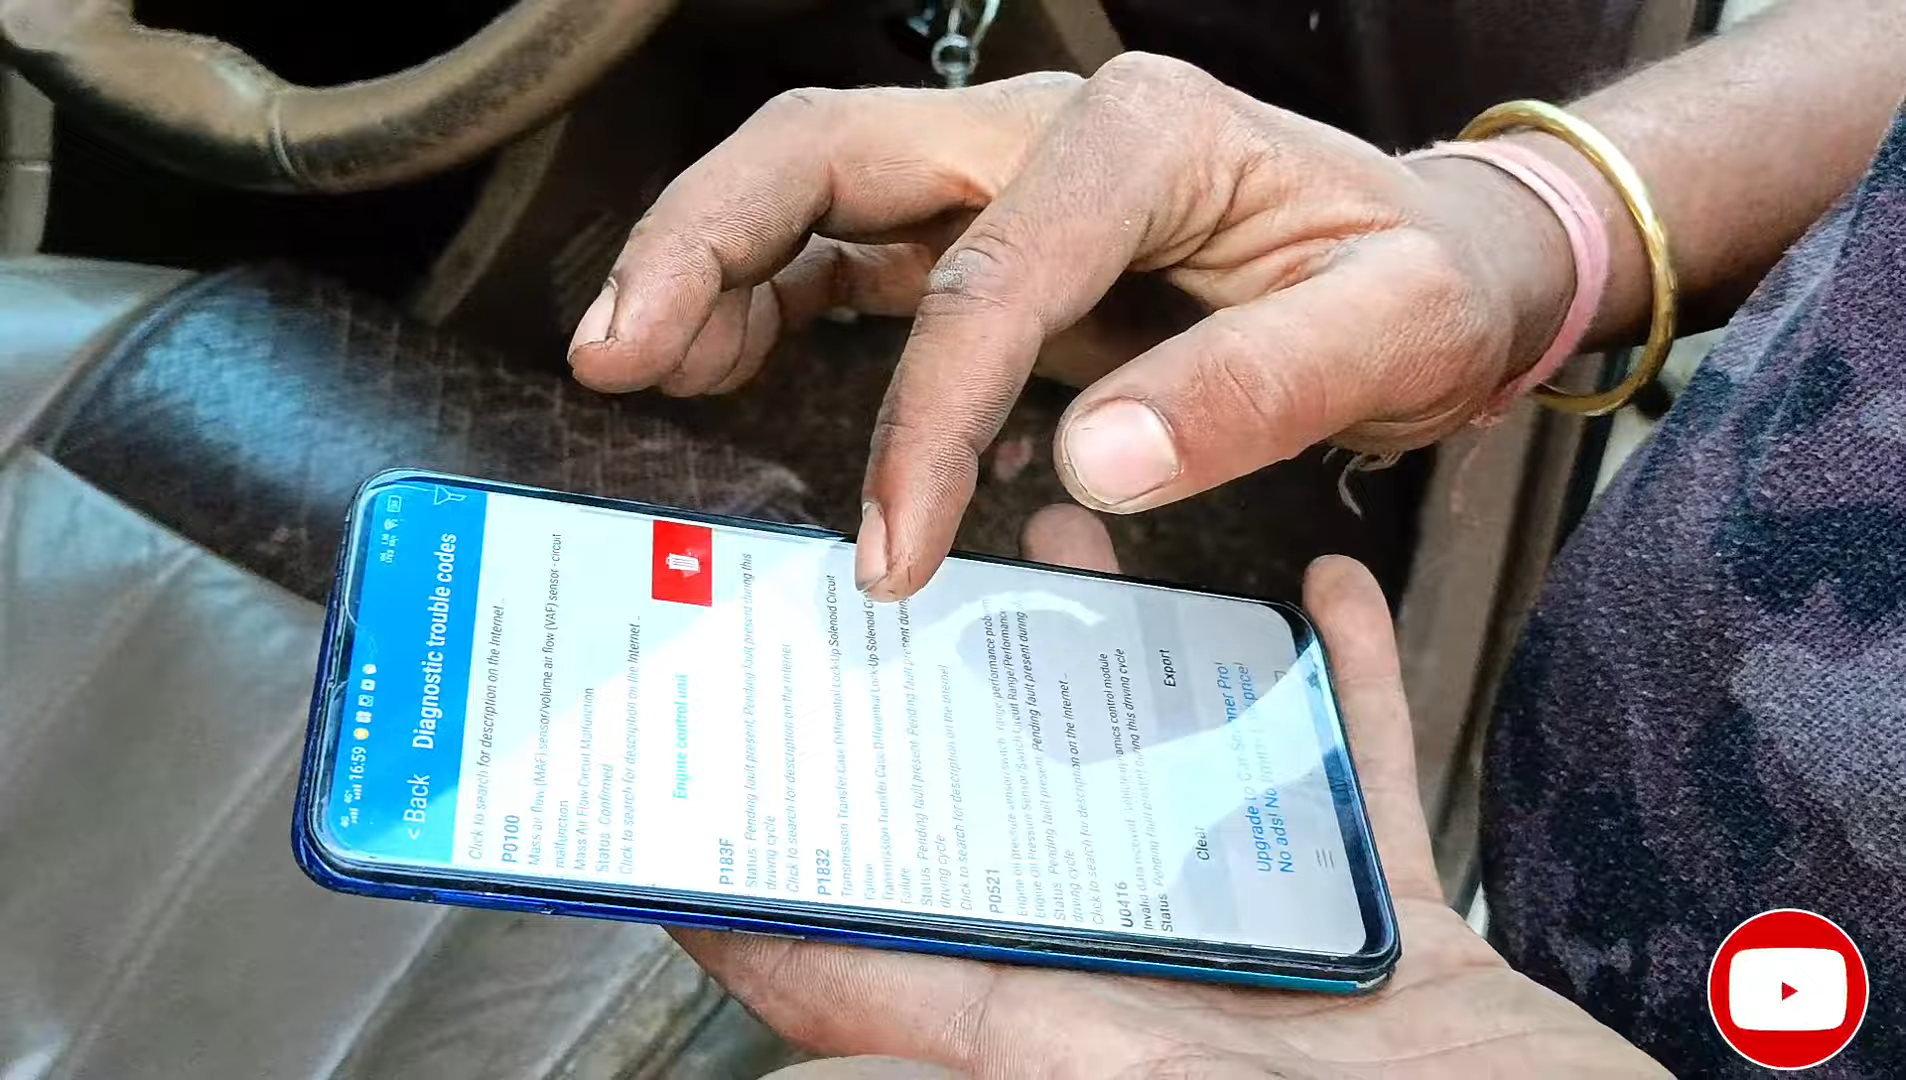 16:59
< Back Diagnostic trouble codes
Click to search for description on the Internet...
P0100
Mass air flow (MAF) sensor/volume air flow (VAF) sensor - circuit
malfunction
Mass Air Flow Circuit Malfunction
Status: Confirmed
Click to search for description on the Internet...
Engine control unit
P183F
Status: Pending fault present, Pending fault present during this
driving cycle
Click to search for description on the Internet
P1832
Transmission Transfer Case Differential Lock-Up Solenoid Circuit
Failure
Transmission Transfer Case Differential Lock-Up Solenoid
Failure
Status: Pending fault present, Pending fault present during
driving cycle
Click to search for description on the Internet
P0521
Engine oil pressure sensor/switch range/performance
Engine Oil Pressure Sensor/Switch Circuit Range/Performance
Status: Pending fault present, Pending fault present during
driving cycle
Click to search for description on the Internet...
U0416
Invalid data received control module
Status: Pending fault present during this driving cycle
Clear Export
Upgrade to Car Scanner Pro!
No ads! No price!